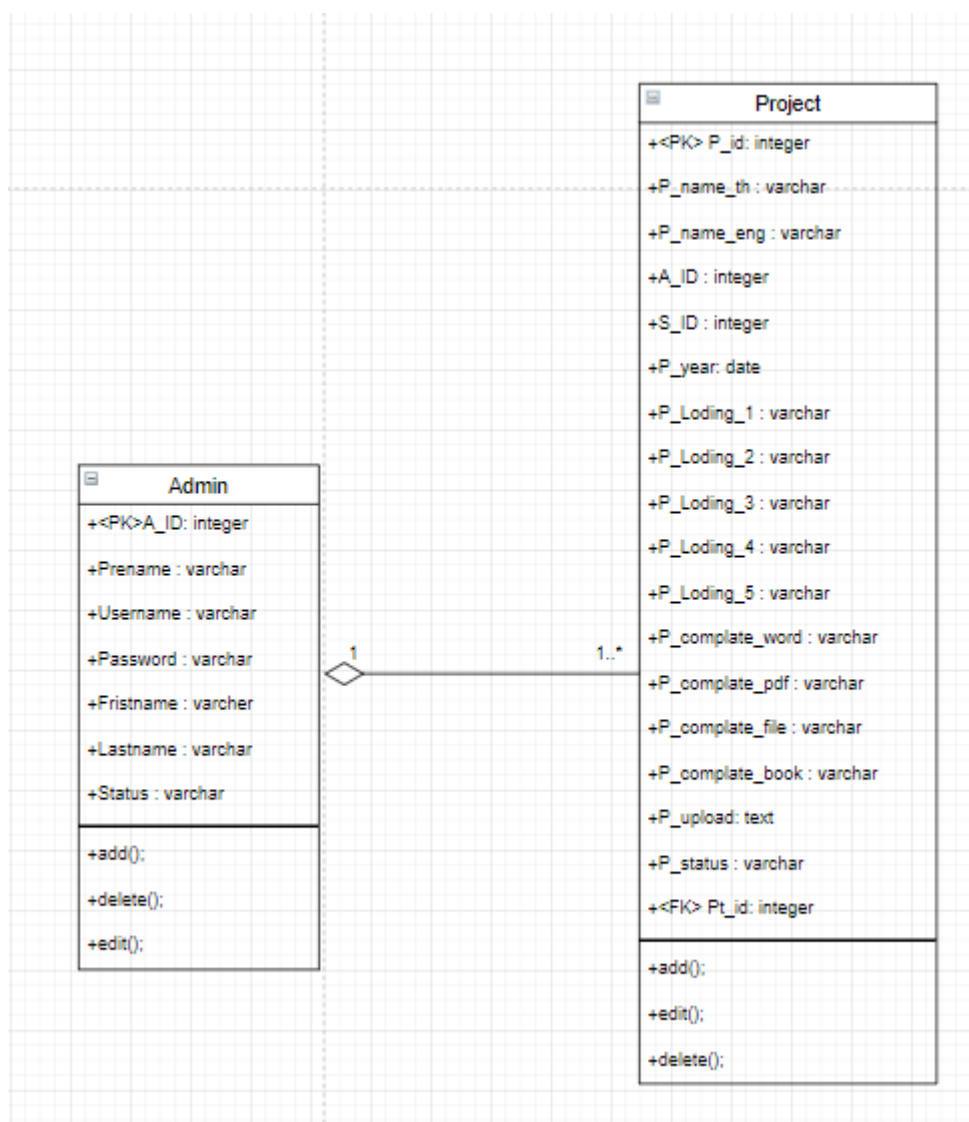 Project
+<PK> P_id: integer
+P_name_th : varchar
+P_name_eng : varchar
+A_ID : integer
+S_ID : integer
+P_year: date
+P_Loding_1 : varchar
+P_Loding_2 : varchar
+P_Loding_3 : varchar
+P_Loding_4 : varchar
+P_Loding_5 : varchar
+P_complate_word : varchar
+P_complate_pdf : varchar
+P_complate_file : varchar
+P_complate_book : varchar
+P_upload: text
+P_status : varchar
+<FK> Pt_id: integer
+add();
+edit();
+delete();
Admin
+<PK>A_ID: integer
+Prename : varchar
+Username : varchar
+Password : varchar
+Fristname : varcher
+Lastname : varchar
+Status : varchar
+add();
+delete();
+edit();
1
1..*